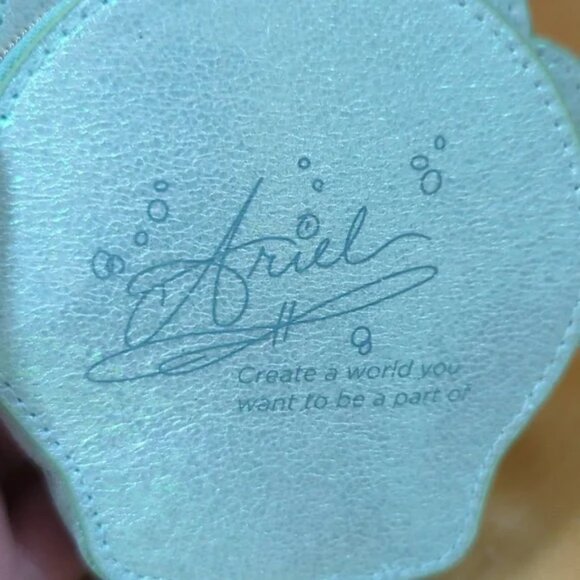 Ariel
Create a world you
want to be a part of